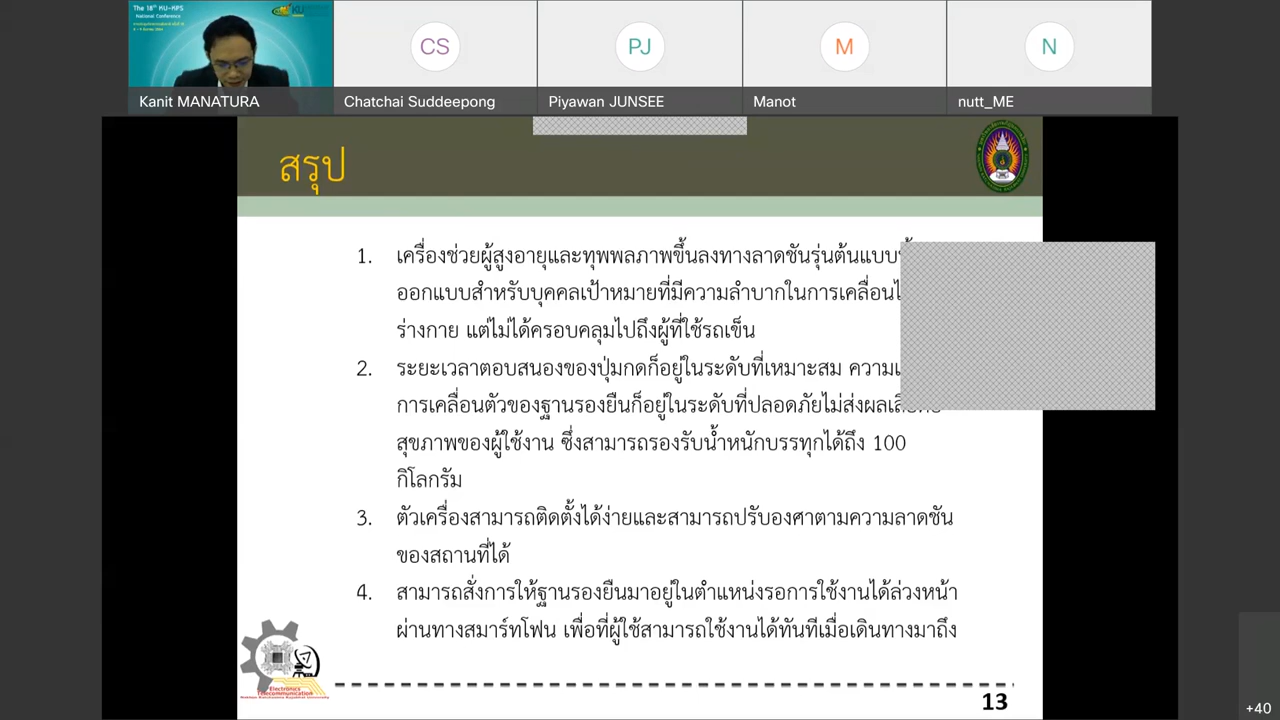 The 18th KU-KPS
National Conference
KU
Kanit MANATURA
CS
Chatchai Suddeepong
PJ
Piyawan JUNSEE
M
Manot
N
nutt_ME
สรุป
1. เครื่องช่วยผู้สูงอายุและทุพพลภาพขึ้นลงทางลาดชันรุ่นต้นแบบ
ออกแบบสำหรับบุคคลเป้าหมายที่มีความลำบากในการ
ร่างกาย แต่ไม่ได้ครอบคลุมไปถึงผู้ที่ใช้รถเข็น
2. ระยะเวลาตอบสนองของปุ่มกดก็อยู่ในระดับที่เหมาะสม
การเคลื่อนตัวของฐานรองยืนก็อยู่ในระดับที่ปลอดภัยไม่ส่งผล
สุขภาพของผู้ใช้งาน ซึ่งสามารถรองรับน้ำหนักบรรทุกได้ถึง 100
กิโลกรัม
3. ตัวเครื่องสามารถติดตั้งได้ง่ายและสามารถปรับองศาตามความลาดชัน
ของสถานที่ได้
4. สามารถสั่งการให้ฐานรองยืนมาอยู่ในตำแหน่งรอการใช้งานได้ล่วงหน้า
ผ่านทางสมาร์ทโฟน เพื่อที่ผู้ใช้สามารถใช้งานได้ทันทีเมื่อเดินทางมาถึง
Electronics
Telecommunication
13
+40